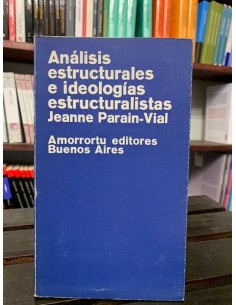 Análisis
estructurales
e ideologías
estructuralistas
Jeanne Parain-Vial
Amorrortu editores
Buenos Aires